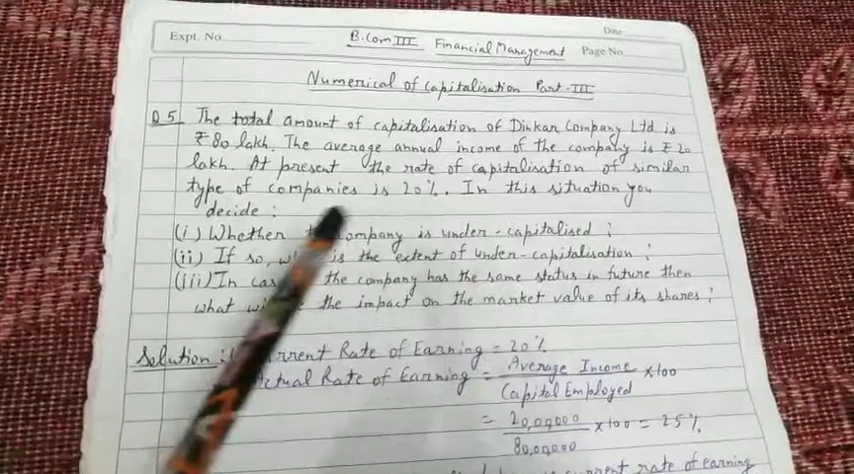 Expt. No. Date
B.Com III Financial Management Page No.
Numerical of Capitalisation Part-III
Q.5 The total amount of capitalisation of Dinkar Company Ltd is
₹80 lakh. The average annual income of the company is ₹20
lakh. At present the rate of capitalisation of similar
type of companies is 20%. In this situation you
decide :
(i) Whether company is under-capitalised ;
(ii) If so, is the extent of under-capitalisation ;
(iii) In the company has the same status in future then
what the impact on the market value of its shares ;
Solution : Rate of Earning = 20%
Rate of Earning = Average Income / Capital Employed ×100
= 20,00,000 / 80,00,000 ×100 = 25%
rate of earning